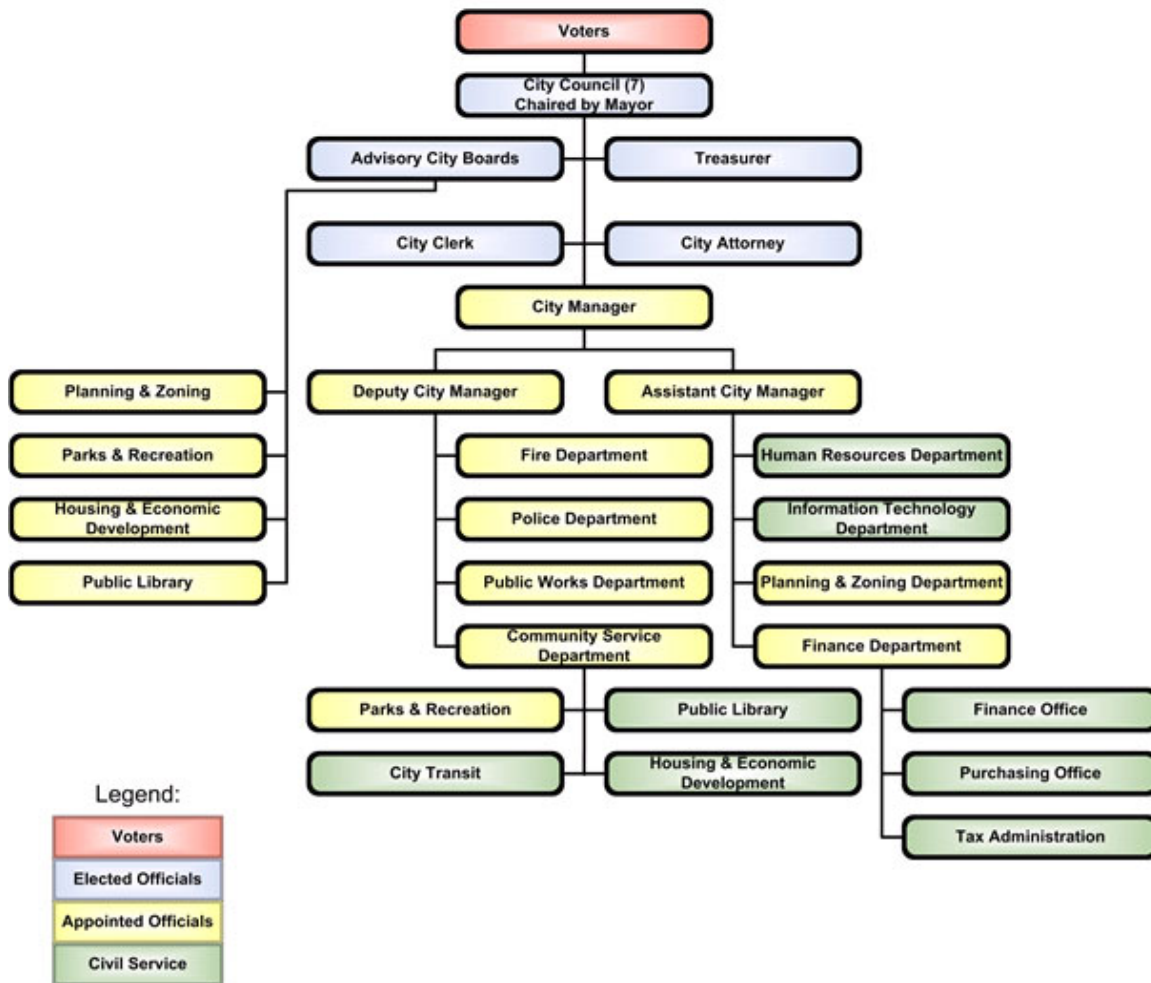 Voters
City Council (7)
Chaired by Mayor
Advisory City Boards
Treasurer
City Clerk
City Attorney
City Manager
Planning & Zoning
Deputy City Manager
Assistant City Manager
Parks & Recreation
Fire Department
Human Resources Department
Housing & Economic
Development
Police Department
Information Technology
Department
Public Library
Public Works Department
Planning & Zoning Department
Community Service
Department
Finance Department
Parks & Recreation
Public Library
Finance Office
City Transit
Housing & Economic
Development
Purchasing Office
Tax Administration
Legend:
Voters
Elected Officials
Appointed Officials
Civil Service